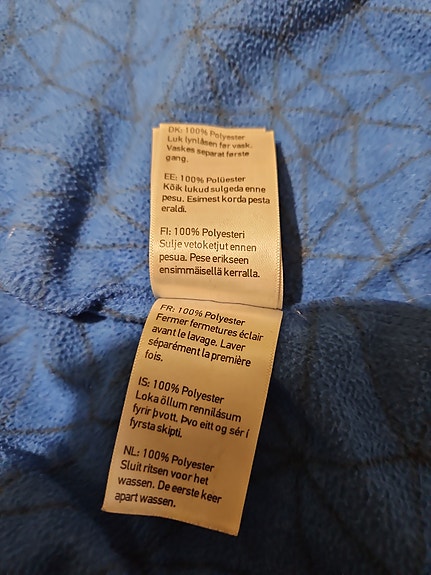 DK: 100% Polyester
Luk lynlåsen før vask.
Vaskes separat første
gang.
EE: 100% Polüester
Kõik lukud sulgeda enne
pesu. Esimest korda pesta
eraldi.
FI: 100% Polyesteri
Sulje vetoketjut ennen
pesua. Pese erikseen
ensimmäisellä kerralla.
FR: 100% Polyester
Fermer fermetures éclair
avant le lavage. Laver
séparément la première
fois.
IS: 100% Polyester
Loka öllum rennilásum
fyrir þvott. Þvo eitt og sér í
fyrsta skipti.
NL: 100% Polyester
Sluit ritsen voor het
wassen. De eerste keer
apart wassen.